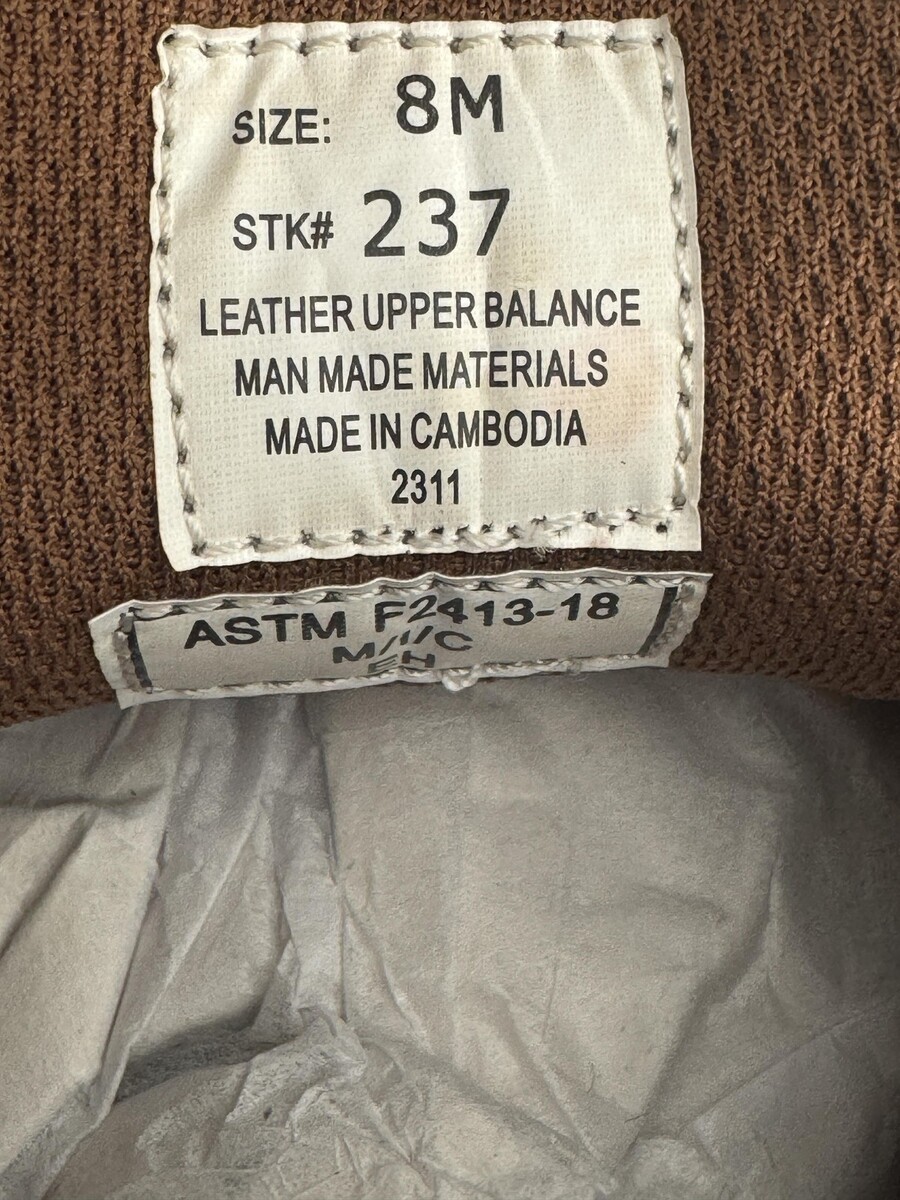 SIZE: 8M
STK# 237
LEATHER UPPER BALANCE
MAN MADE MATERIALS
MADE IN CAMBODIA
2311
ASTM F2413-18
M/I/C
EH